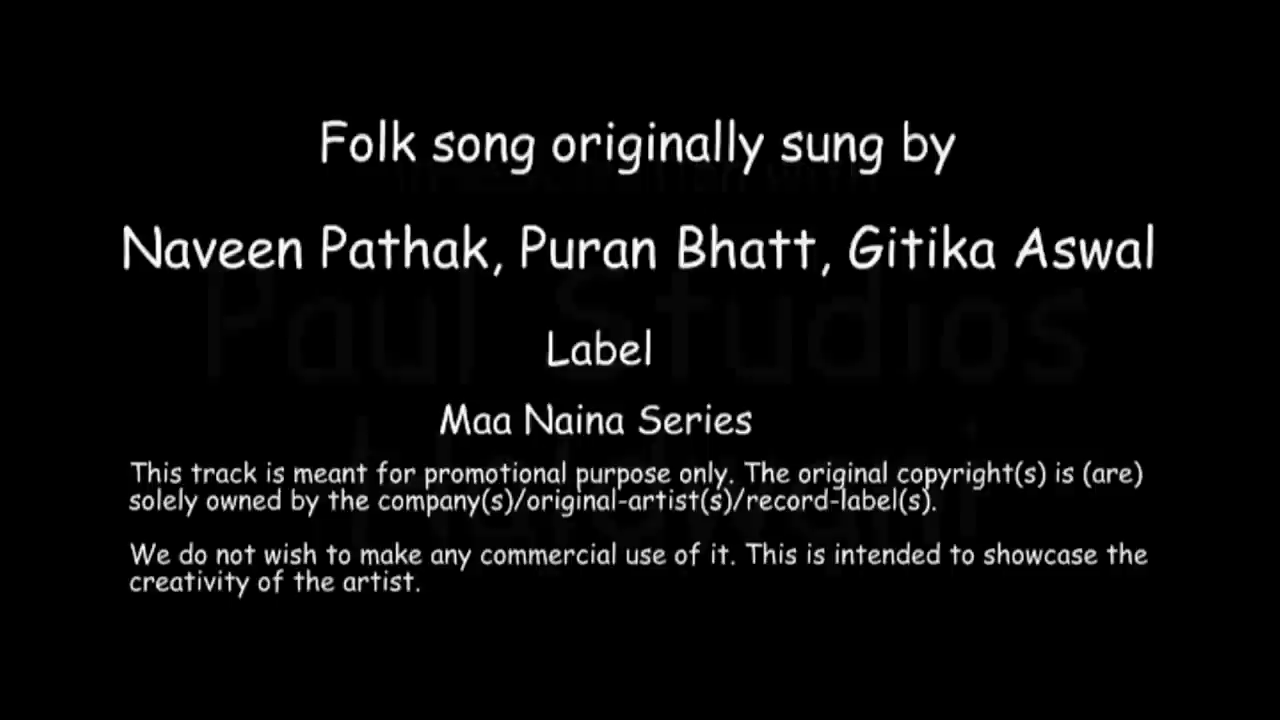 Folk song originally sung by
Naveen Pathak, Puran Bhatt, Gitika Aswal
Paul Studios
Label
Haldwani
Maa Naina Series
This track is meant for promotional purpose only. The original copyright(s) is (are)
solely owned by the company(s)/original-artist(s)/record-label(s).
We do not wish to make any commercial use of it. This is intended to showcase the
creativity of the artist.